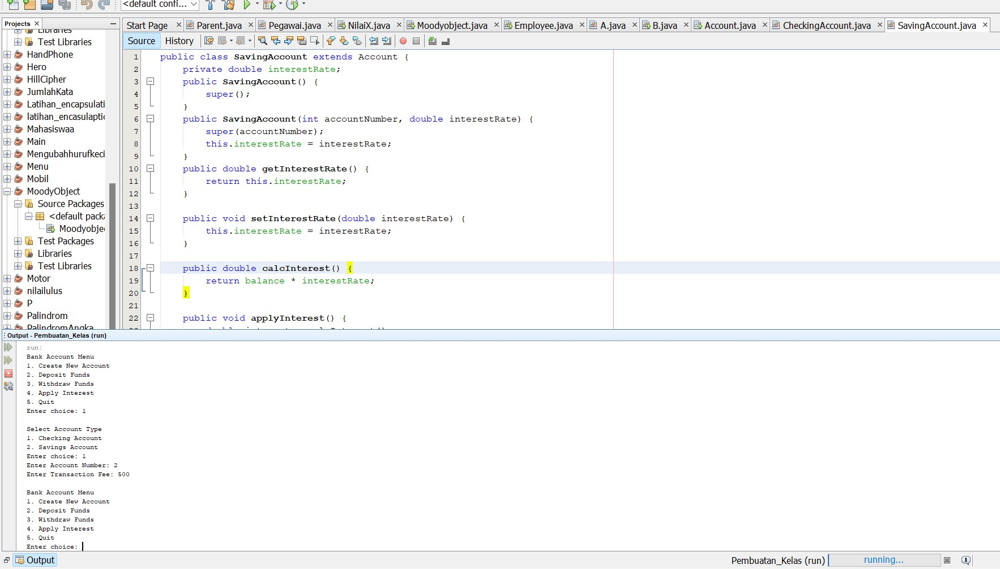 <default confi...
Projects
Start Page
Parent.java
Pegawai.java
NilaiX.java
Moodyobject.java
Employee.java
A.java
B.java
Account.java
CheckingAccount.java
SavingAccount.java
Source History
Libraries
Test Libraries
HandPhone
Hero
HillCipher
JumlahKata
Latihan_encapsulati
latihan_encasulaptic
Mahasiswaa
Main
Mengubahhurufkeci
Menu
Mobil
MoodyObject
Source Packages
<default packa
Moodyobje
Test Packages
Libraries
Test Libraries
Motor
nilailulus
P
Palindrom
PalindromAngka
1 public class SavingAccount extends Account {
2 private double interestRate;
3 public SavingAccount() {
4 super();
5 }
6 public SavingAccount(int accountNumber, double interestRate) {
7 super(accountNumber);
8 this.interestRate = interestRate;
9 }
10 public double getInterestRate() {
11 return this.interestRate;
12 }
13
14 public void setInterestRate(double interestRate) {
15 this.interestRate = interestRate;
16 }
17
18 public double calcInterest() {
19 return balance * interestRate;
20 }
21
22 public void applyInterest() {
Output - Pembuatan_Kelas (run)
run:
Bank Account Menu
1. Create New Account
2. Deposit Funds
3. Withdraw Funds
4. Apply Interest
5. Quit
Enter choice: 1
Select Account Type
1. Checking Account
2. Savings Account
Enter choice: 1
Enter Account Number: 2
Enter Transaction Fee: 500
Bank Account Menu
1. Create New Account
2. Deposit Funds
3. Withdraw Funds
4. Apply Interest
5. Quit
Enter choice:
Output
Pembuatan_Kelas (run)
running...
1